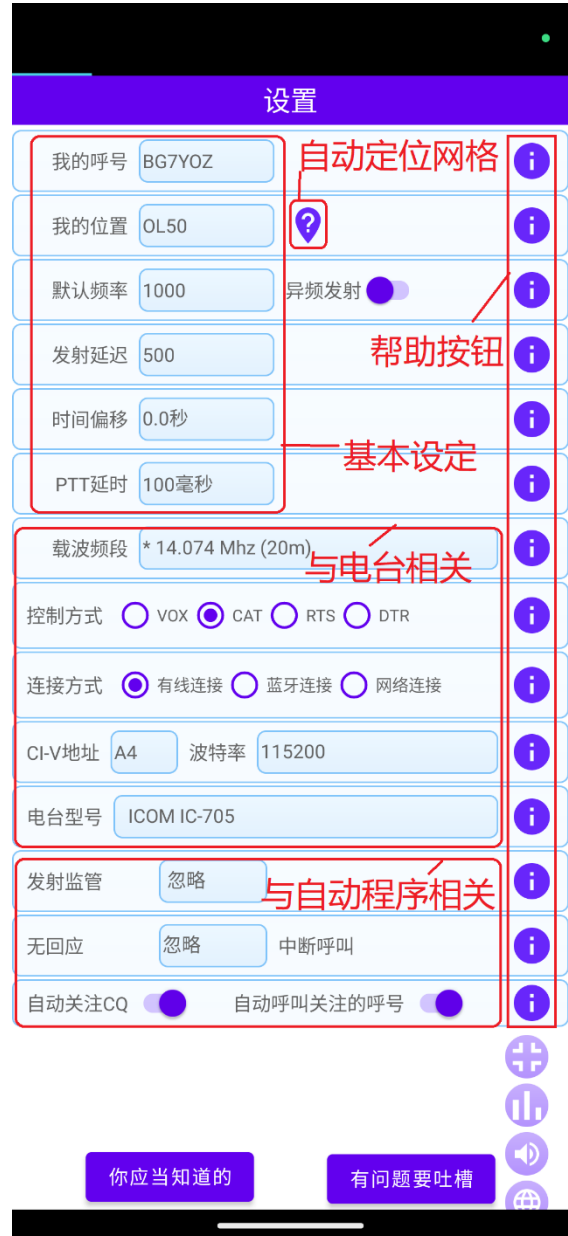 设置
我的呼号 BG7YOZ 自动定位网格
我的位置 OL50
默认频率 1000 异频发射
发射延迟 500 帮助按钮
时间偏移 0.0秒
基本设定
PTT延时 100毫秒
载波频段 * 14.074 Mhz (20m)
与电台相关
控制方式 VOX CAT RTS DTR
连接方式 有线连接 蓝牙连接 网络连接
CI-V地址 A4 波特率 115200
电台型号 ICOM IC-705
发射监管 忽略
与自动程序相关
无回应 忽略 中断呼叫
自动关注CQ 自动呼叫关注的呼号
你应当知道的 有问题要吐槽